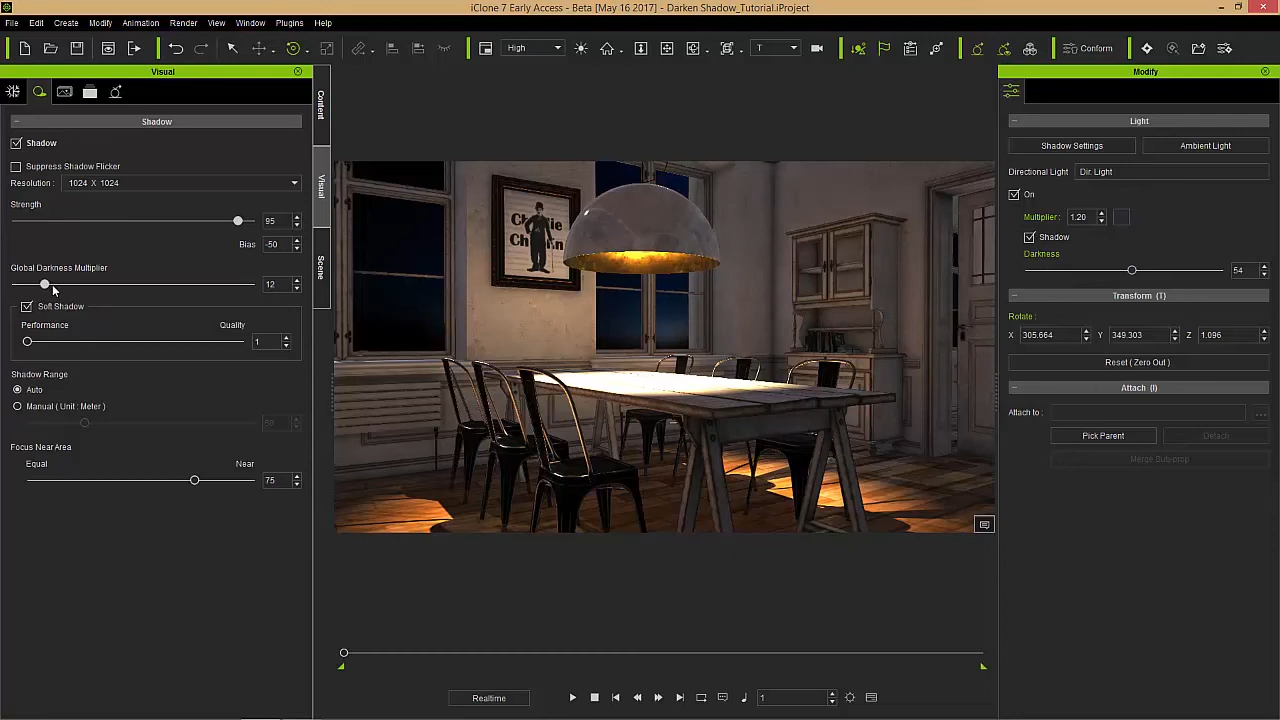 iClone 7 Early Access - Beta [May 16 2017] - Darken Shadow_Tutorial.iProject
File Edit Create Modify Animation Render Window Plugins Help
High
T
Conform
Visual
Shadow
Shadow
Suppress Shadow Flicker
Resolution : 1024 X 1024
Strength
95
Bias -50
Global Darkness Multiplier
12
Soft Shadow
Performance Quality
1
Shadow Range
Auto
Manual ( Unit : Meter )
50
Focus Near Area
Equal Near
75
Content
Visual
Scene
Realtime
1
Modify
Light
Shadow Settings Ambient Light
Directional Light Dir. Light
On
Multiplier : 1.20
Shadow
Darkness
54
Transform (T)
Rotate :
X 305.664 Y 349.303 Z 1.096
Reset ( Zero Out )
Attach (I)
Attach to : ...
Pick Parent Detach
Merge Sub-prop